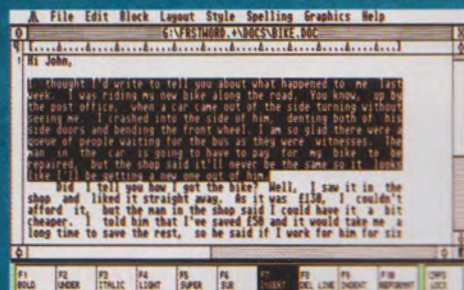 File Edit Block Layout Style Spelling Graphics Help
G:\FRSTWORD.+\DOCS\BIKE.DOC
Hi John,
I thought I'd write to tell you about what happened to me last
week. I was riding my new bike along the road, you know, up by
the post office, when a car came out of the side turning without
seeing me. I crashed into the side of him, denting both of his
side doors and bending the front wheel. I am so glad there were a
queue of people waiting for the bus as they were witnesses. The
man in the car is going to have to pay for my bike to be
repaired, but the shop said it'll never be the same so it looks
like I'll be getting a new one out of him.
Did I tell you how I got the bike? Well, I saw it in the
shop and liked it straight away. As it was £130, I couldn't
afford it, but the man in the shop said I could have it a bit
cheaper. I told him that I've saved £50 and it would take me a
long time to save the rest, so he said if I work for him for six
F1 F2 F3 F4 F5 F6 F7 F8 F9 F10 CAPS
BOLD UNDER ITALIC LIGHT SUPER SUB INSERT DEL LINE INDENT REFORMAT LOCK